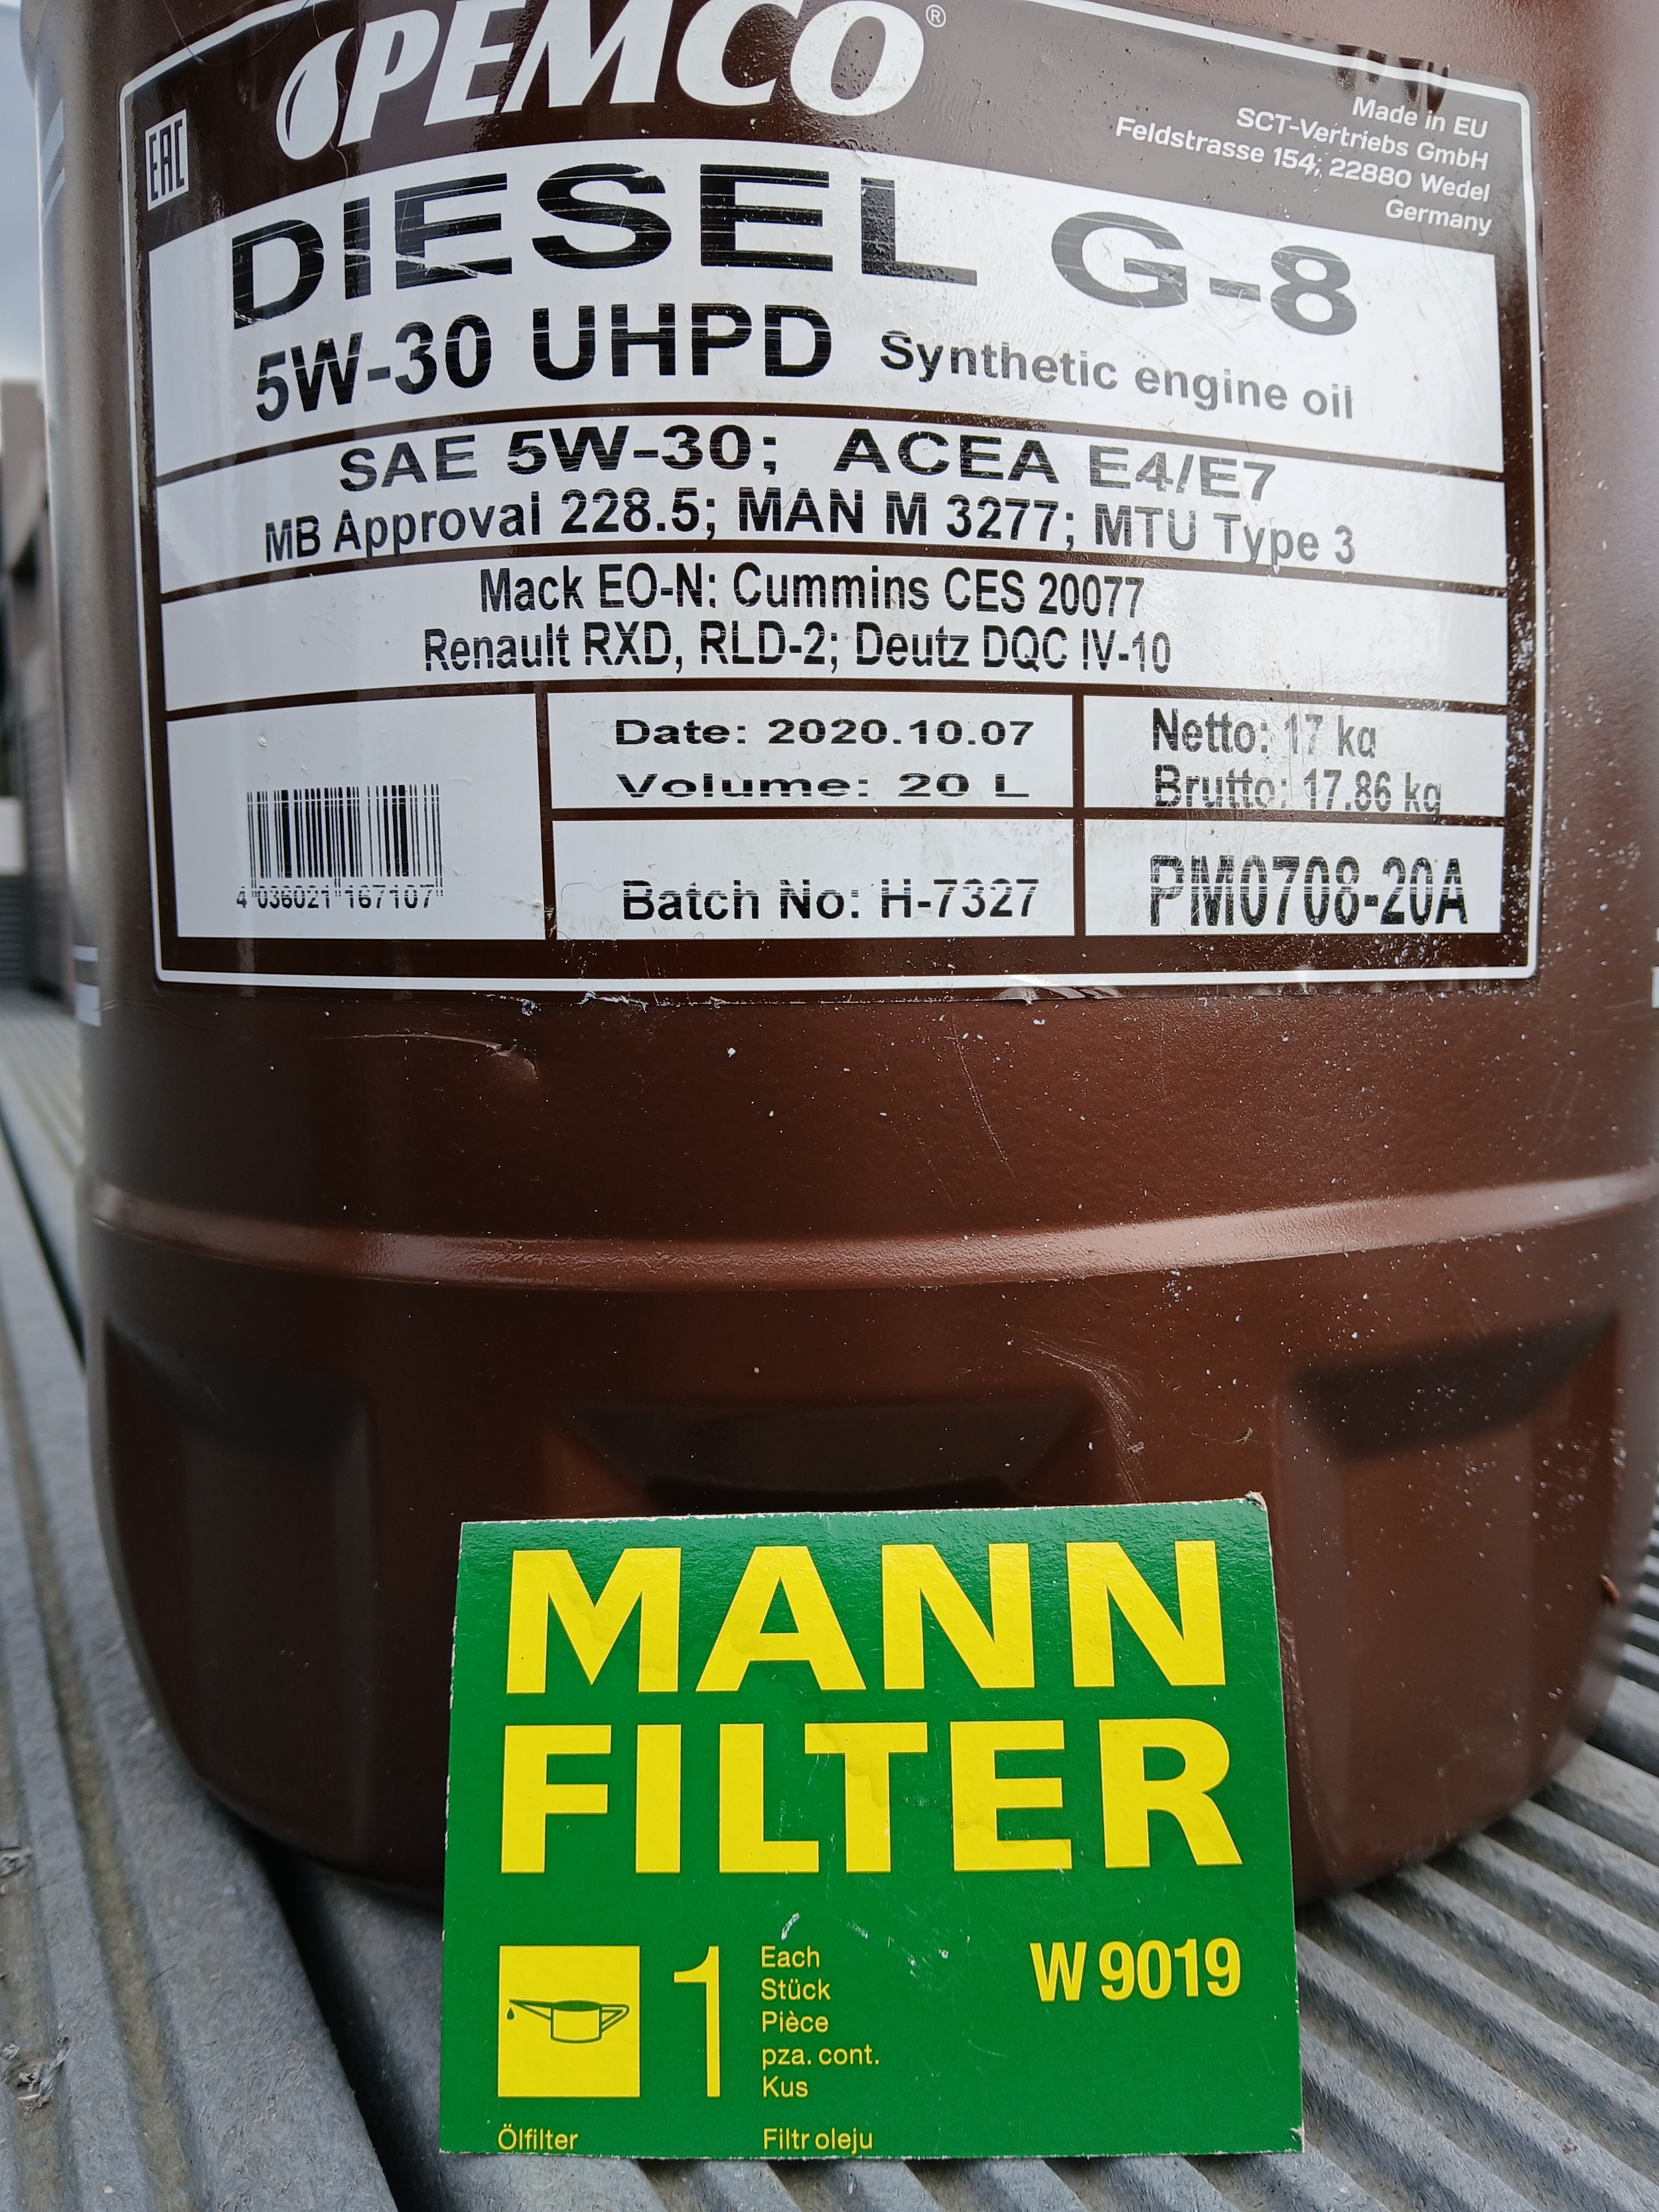 PEMCO®
EAC
Made in EU
SCT-Vertriebs GmbH
Feldstrasse 154; 22880 Wedel
Germany
DIESEL G-8
5W-30 UHPD Synthetic engine oil
SAE 5W-30; ACEA E4/E7
MB Approval 228.5; MAN M 3277; MTU Type 3
Mack EO-N; Cummins CES 20077
Renault RXD, RLD-2; Deutz DQC IV-10
Date: 2020.10.07
Volume: 20 L
Netto: 17 kg
Brutto: 17.86 kg
4 036021 167107
Batch No: H-7327
PM0708-20A
MANN
FILTER
1
Each
Stück
Pièce
pza. cont.
Kus
W 9019
Ölfilter
Filtr oleju